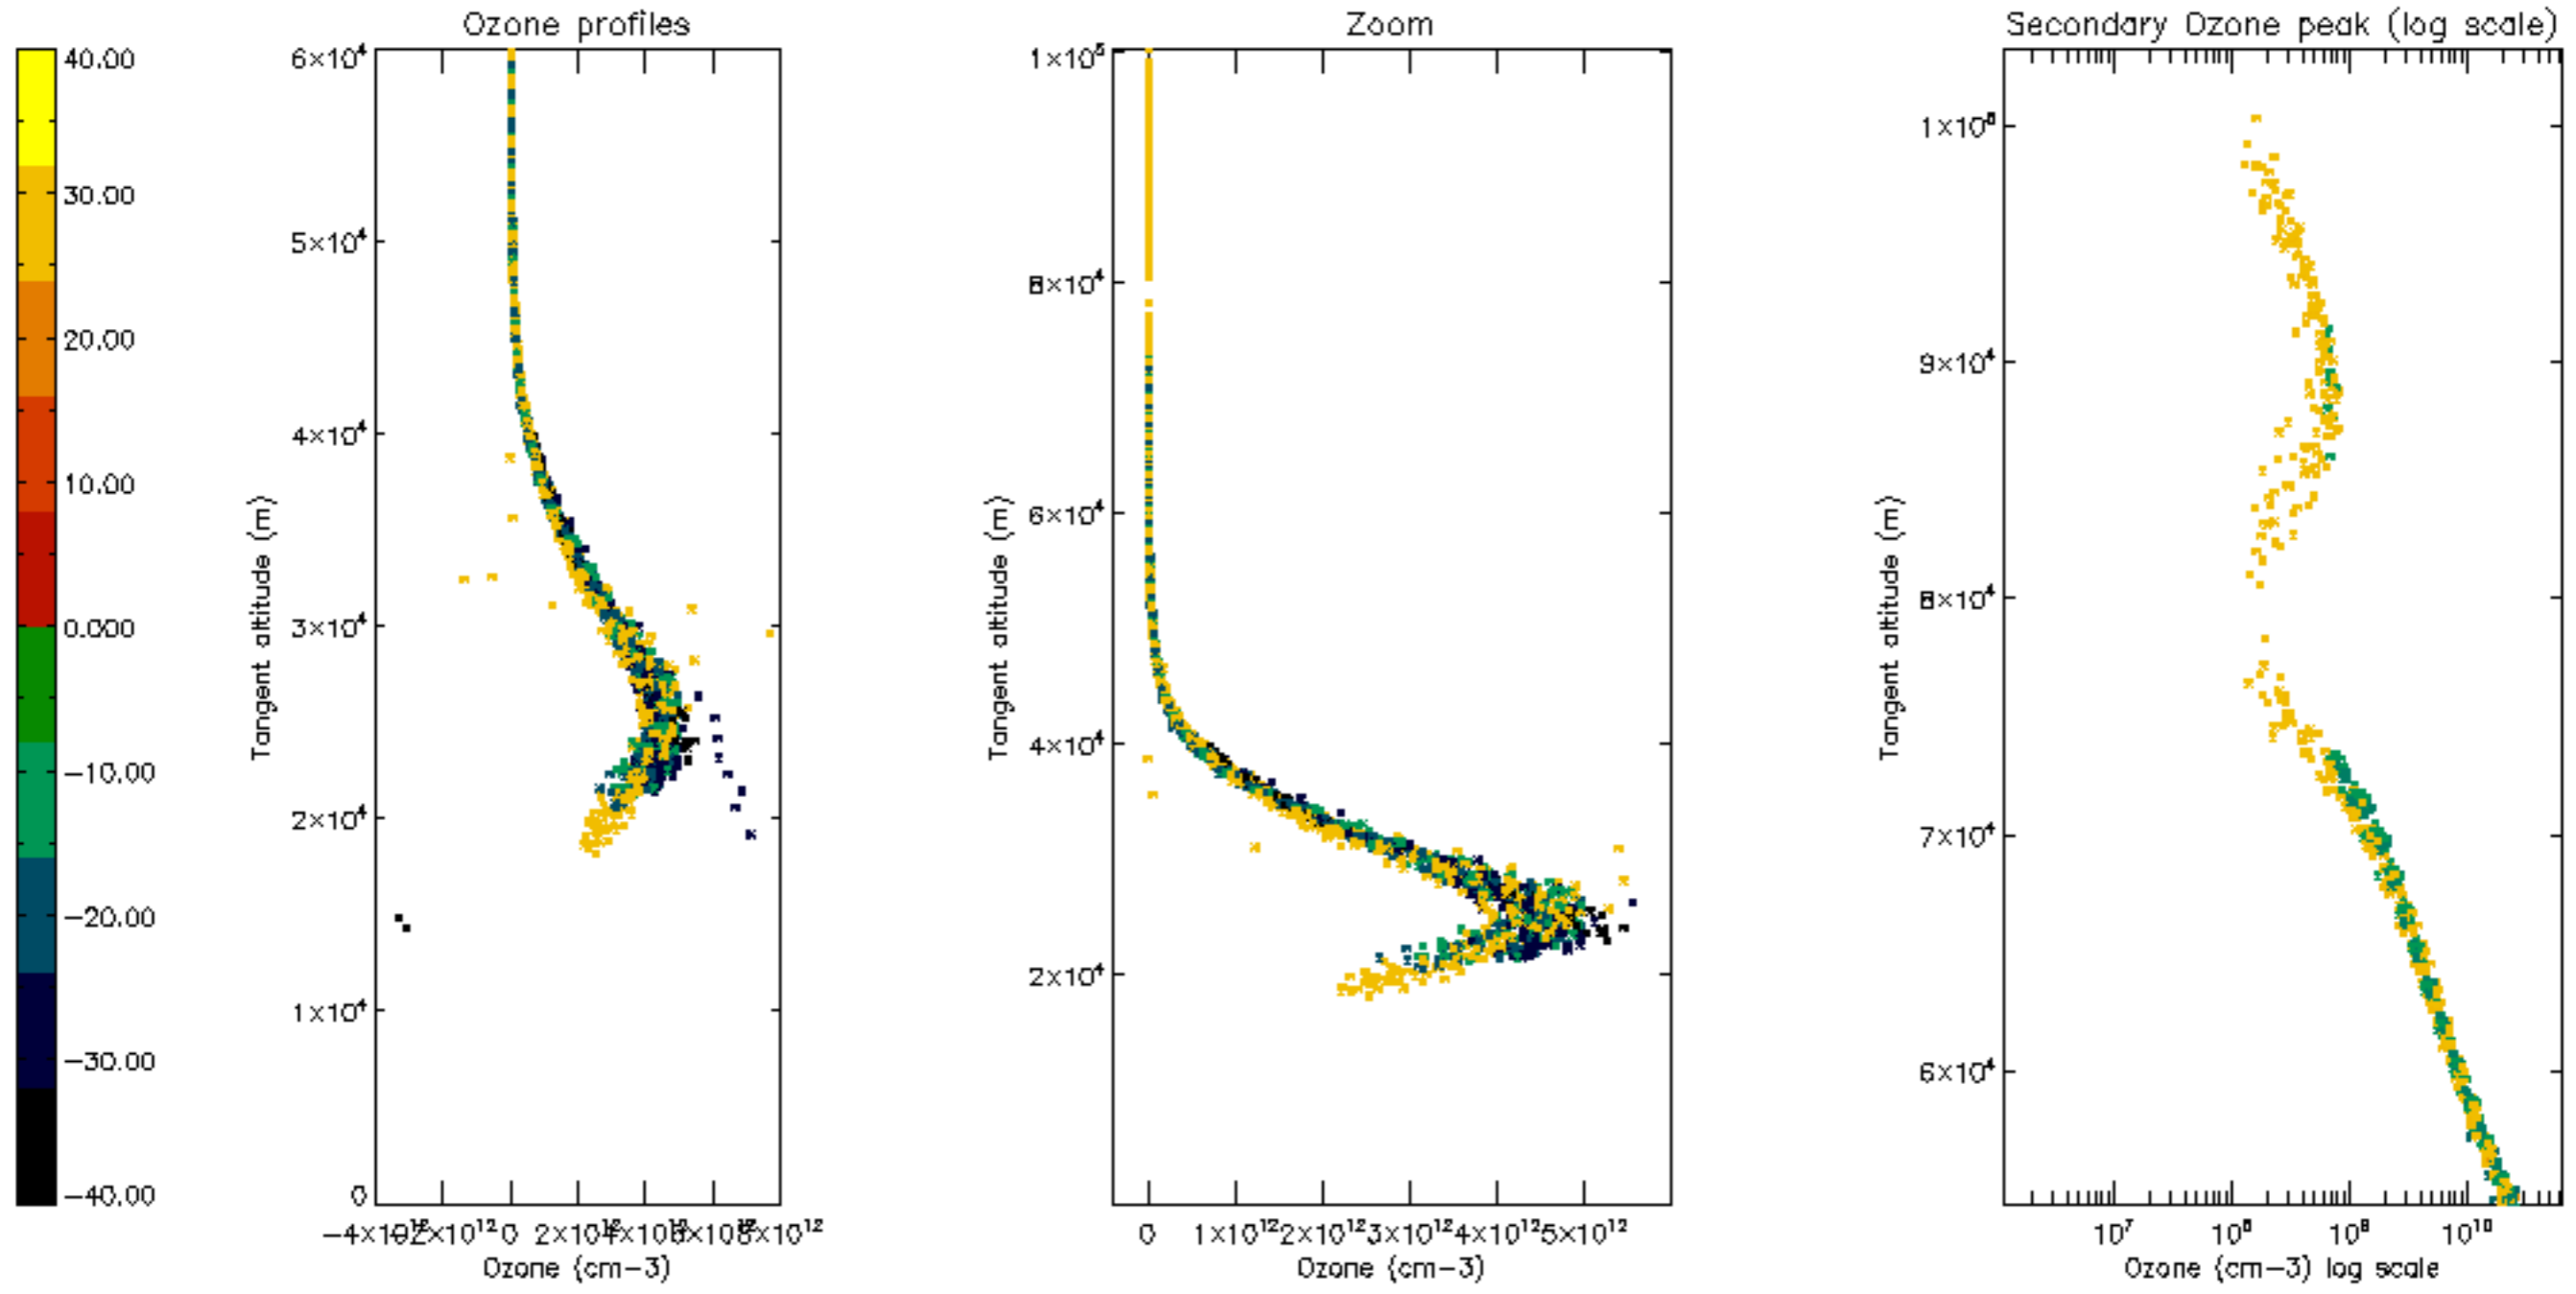 Ozone profiles
Zoom
Secondary Ozone peak (log scale)
40.00
30.00
20.00
10.00
0.000
−10.00
−20.00
−30.00
−40.00
Tangent altitude (m)
6×10⁴
5×10⁴
4×10⁴
3×10⁴
2×10⁴
1×10⁴
0
0
Ozone (cm−3)
Tangent altitude (m)
1×10⁵
8×10⁴
6×10⁴
4×10⁴
2×10⁴
0 1×10¹² 2×10¹² 3×10¹² 4×10¹² 5×10¹²
Ozone (cm−3)
Tangent altitude (m)
1×10⁵
9×10⁴
8×10⁴
7×10⁴
6×10⁴
10⁷ 10⁸ 10⁹ 10¹⁰
Ozone (cm−3) log scale